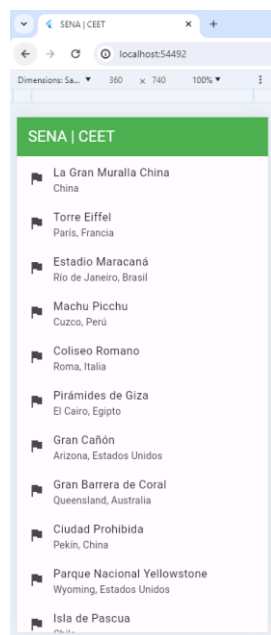 SENA | CEET
localhost:54492
Dimensions: Sa... 360 × 740 100%
SENA | CEET
La Gran Muralla China
China
Torre Eiffel
París, Francia
Estadio Maracaná
Río de Janeiro, Brasil
Machu Picchu
Cuzco, Perú
Coliseo Romano
Roma, Italia
Pirámides de Giza
El Cairo, Egipto
Gran Cañón
Arizona, Estados Unidos
Gran Barrera de Coral
Queensland, Australia
Ciudad Prohibida
Pekín, China
Parque Nacional Yellowstone
Wyoming, Estados Unidos
Isla de Pascua
Chile